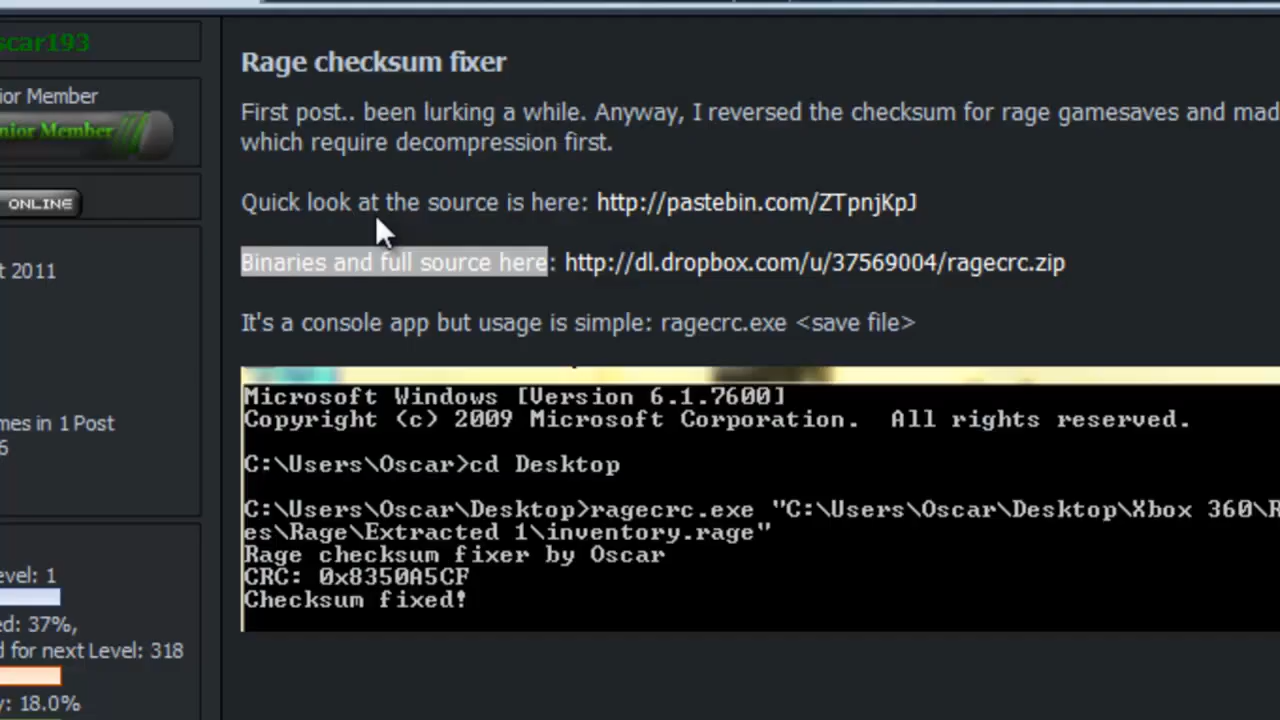 scar193
ior Member
nior Member
ONLINE
t 2011
mes in 1 Post
6
evel: 1
ed: 37%,
d for next Level: 318
y: 18.0%
Rage checksum fixer
First post.. been lurking a while. Anyway, I reversed the checksum for rage gamesaves and mad
which require decompression first.
Quick look at the source is here: http://pastebin.com/ZTpnjKpJ
Binaries and full source here: http://dl.dropbox.com/u/37569004/ragecrc.zip
It's a console app but usage is simple: ragecrc.exe <save file>
Microsoft Windows [Version 6.1.7600]
Copyright (c) 2009 Microsoft Corporation.  All rights reserved.
C:\Users\Oscar>cd Desktop
C:\Users\Oscar\Desktop>ragecrc.exe "C:\Users\Oscar\Desktop\Xbox 360\R
es\Rage\Extracted 1\inventory.rage"
Rage checksum fixer by Oscar
CRC: 0x8350A5CF
Checksum fixed!